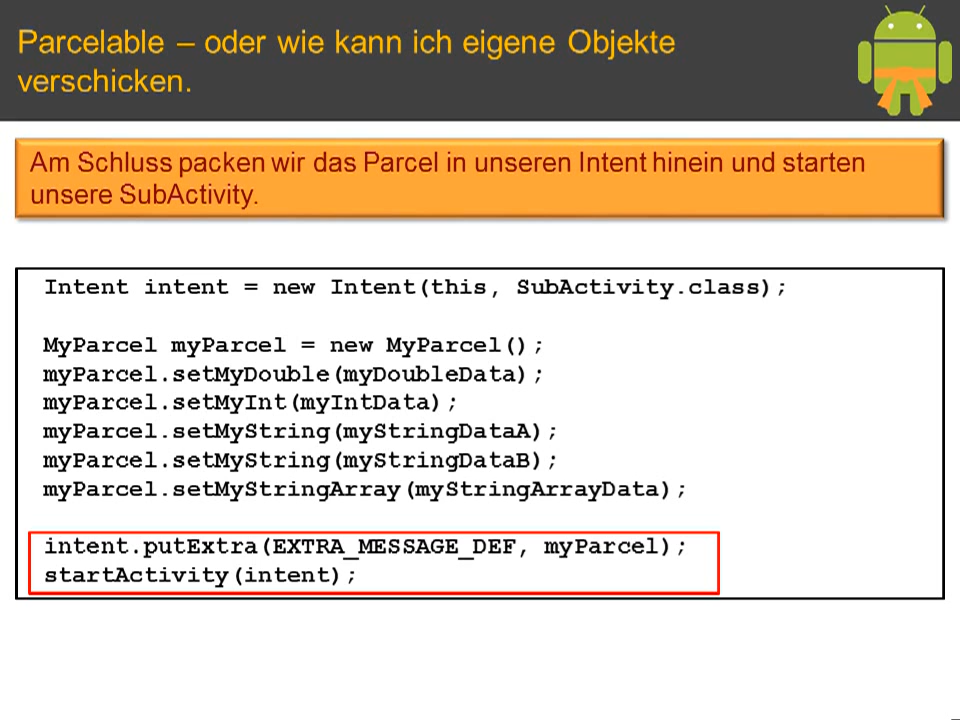 Parcelable – oder wie kann ich eigene Objekte
verschicken.
Am Schluss packen wir das Parcel in unseren Intent hinein und starten
unsere SubActivity.
Intent intent = new Intent(this, SubActivity.class);
MyParcel myParcel = new MyParcel();
myParcel.setMyDouble(myDoubleData);
myParcel.setMyInt(myIntData);
myParcel.setMyString(myStringDataA);
myParcel.setMyString(myStringDataB);
myParcel.setMyStringArray(myStringArrayData);
intent.putExtra(EXTRA_MESSAGE_DEF, myParcel);
startActivity(intent);